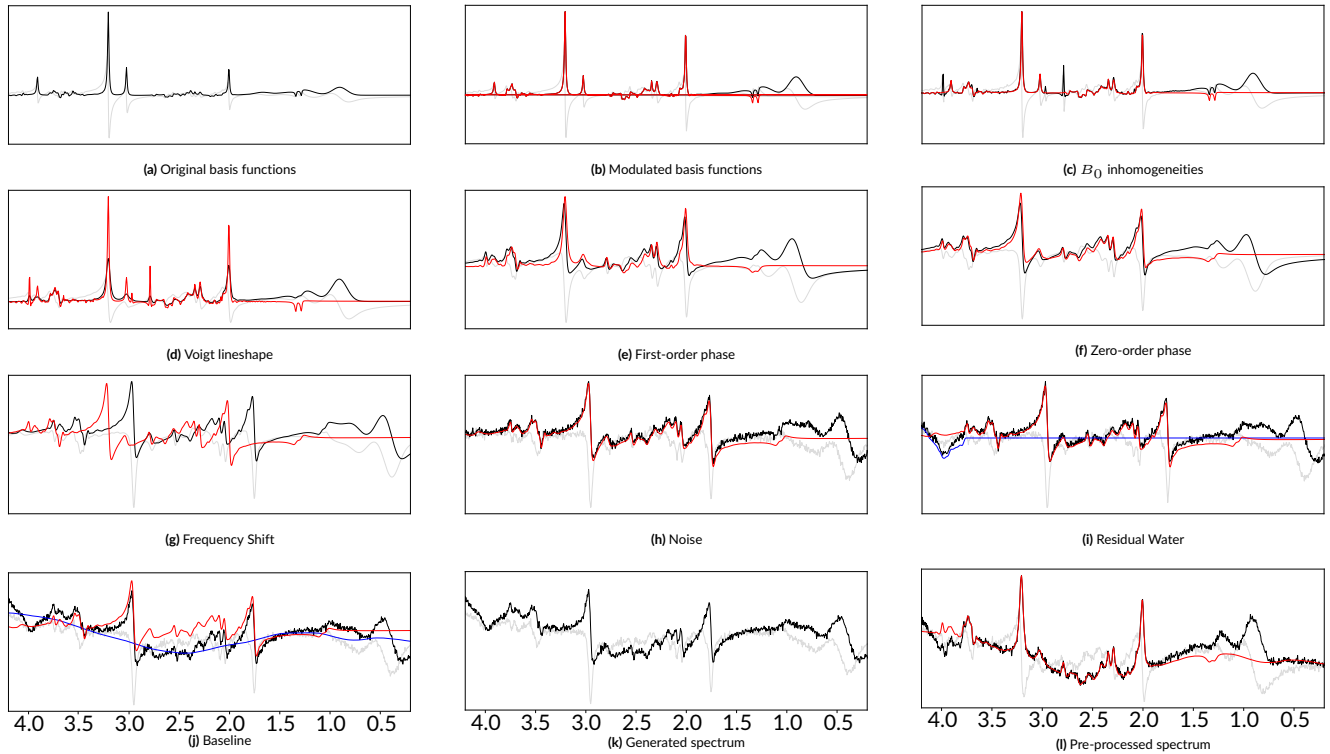 (a) Original basis functions
(b) Modulated basis functions
(c) B0 inhomogeneities
(d) Voigt lineshape
(e) First-order phase
(f) Zero-order phase
(g) Frequency Shift
(h) Noise
(i) Residual Water
4.0 3.5 3.0 2.5 2.0 1.5 1.0 0.5
4.0 3.5 3.0 2.5 2.0 1.5 1.0 0.5
4.0 3.5 3.0 2.5 2.0 1.5 1.0 0.5
(j) Baseline
(k) Generated spectrum
(l) Pre-processed spectrum